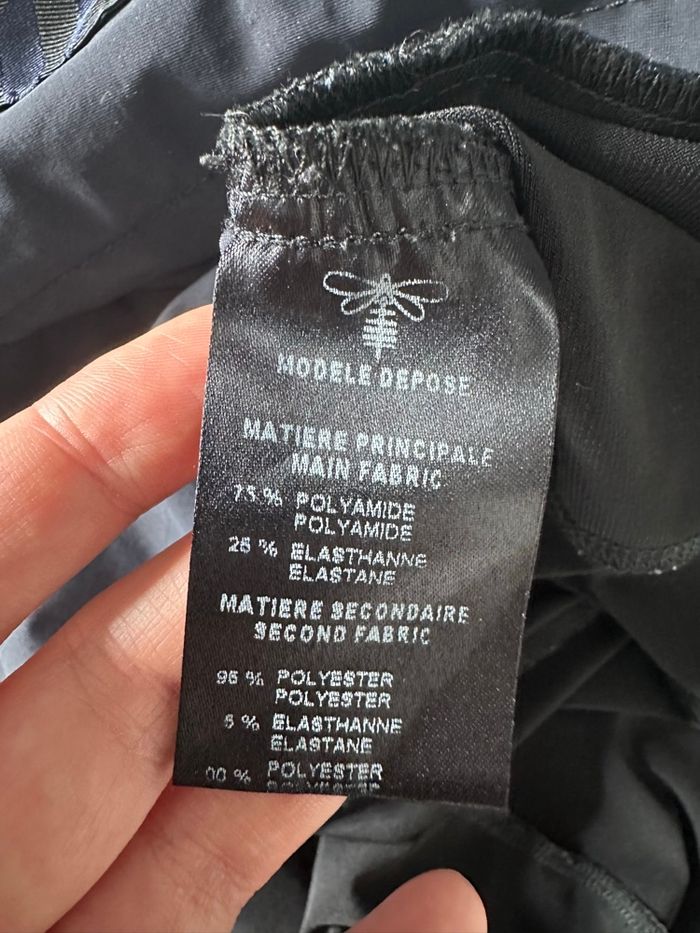 MODELE DEPOSE
MATIERE PRINCIPALE
MAIN FABRIC
75 % POLYAMIDE
POLYAMIDE
25 % ELASTHANNE
ELASTANE
MATIERE SECONDAIRE
SECOND FABRIC
95 % POLYESTER
POLYESTER
5 % ELASTHANNE
ELASTANE
00 % POLYESTER